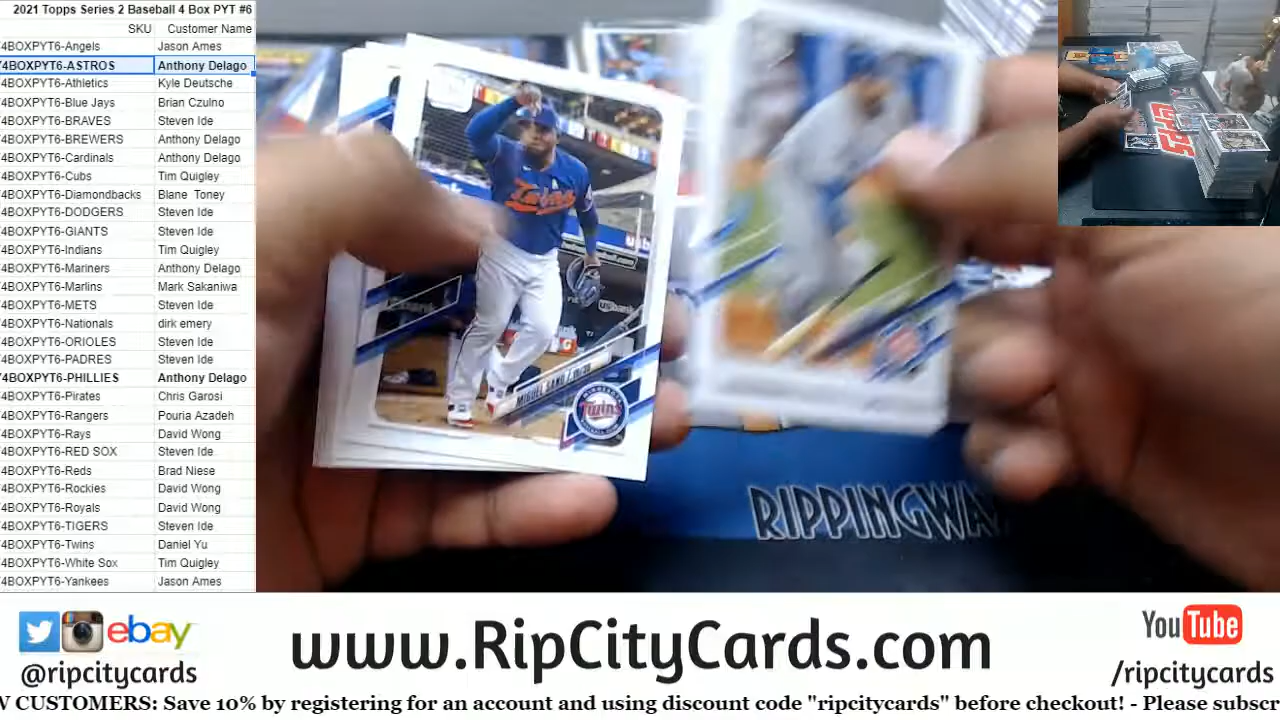 2021 Topps Series 2 Baseball 4 Box PYT #6
SKU Customer Name
4BOXPYT6-Angels Jason Ames
4BOXPYT6-ASTROS Anthony Delago
4BOXPYT6-Athletics Kyle Deutsche
4BOXPYT6-Blue Jays Brian Czulno
4BOXPYT6-BRAVES Steven Ide
4BOXPYT6-BREWERS Anthony Delago
4BOXPYT6-Cardinals Anthony Delago
4BOXPYT6-Cubs Tim Quigley
4BOXPYT6-Diamondbacks Blane Toney
4BOXPYT6-DODGERS Steven Ide
4BOXPYT6-GIANTS Steven Ide
4BOXPYT6-Indians Tim Quigley
4BOXPYT6-Mariners Anthony Delago
4BOXPYT6-Marlins Mark Sakaniwa
4BOXPYT6-METS Steven Ide
4BOXPYT6-Nationals dirk emery
4BOXPYT6-ORIOLES Steven Ide
4BOXPYT6-PADRES Steven Ide
4BOXPYT6-PHILLIES Anthony Delago
4BOXPYT6-Pirates Chris Garosi
4BOXPYT6-Rangers Pouria Azadeh
4BOXPYT6-Rays David Wong
4BOXPYT6-RED SOX Steven Ide
4BOXPYT6-Reds Brad Niese
4BOXPYT6-Rockies David Wong
4BOXPYT6-Royals David Wong
4BOXPYT6-TIGERS Steven Ide
4BOXPYT6-Twins Daniel Yu
4BOXPYT6-White Sox Tim Quigley
4BOXPYT6-Yankees Jason Ames
Twins
usbank
MIGUEL SANÓ
Twins
TOPPS
RIPPINGWA
ebay
@ripcitycards
www.RipCityCards.com
YouTube
/ripcitycards
W CUSTOMERS: Save 10% by registering for an account and using discount code "ripcitycards" before checkout! - Please subscr